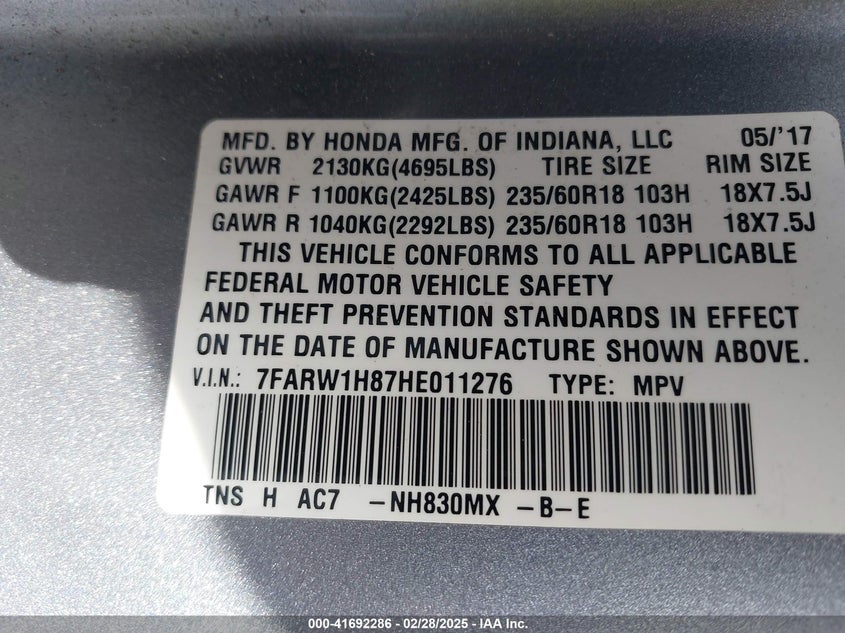 MFD. BY HONDA MFG. OF INDIANA, LLC 05/'17
GVWR 2130KG(4695LBS) TIRE SIZE RIM SIZE
GAWR F 1100KG(2425LBS) 235/60R18 103H 18X7.5J
GAWR R 1040KG(2292LBS) 235/60R18 103H 18X7.5J
THIS VEHICLE CONFORMS TO ALL APPLICABLE
FEDERAL MOTOR VEHICLE SAFETY
AND THEFT PREVENTION STANDARDS IN EFFECT
ON THE DATE OF MANUFACTURE SHOWN ABOVE.
V.I.N.: 7FARW1H87HE011276 TYPE: MPV
TNS H AC7 -NH830MX -B-E
000-41692286 - 02/28/2025 - IAA Inc.